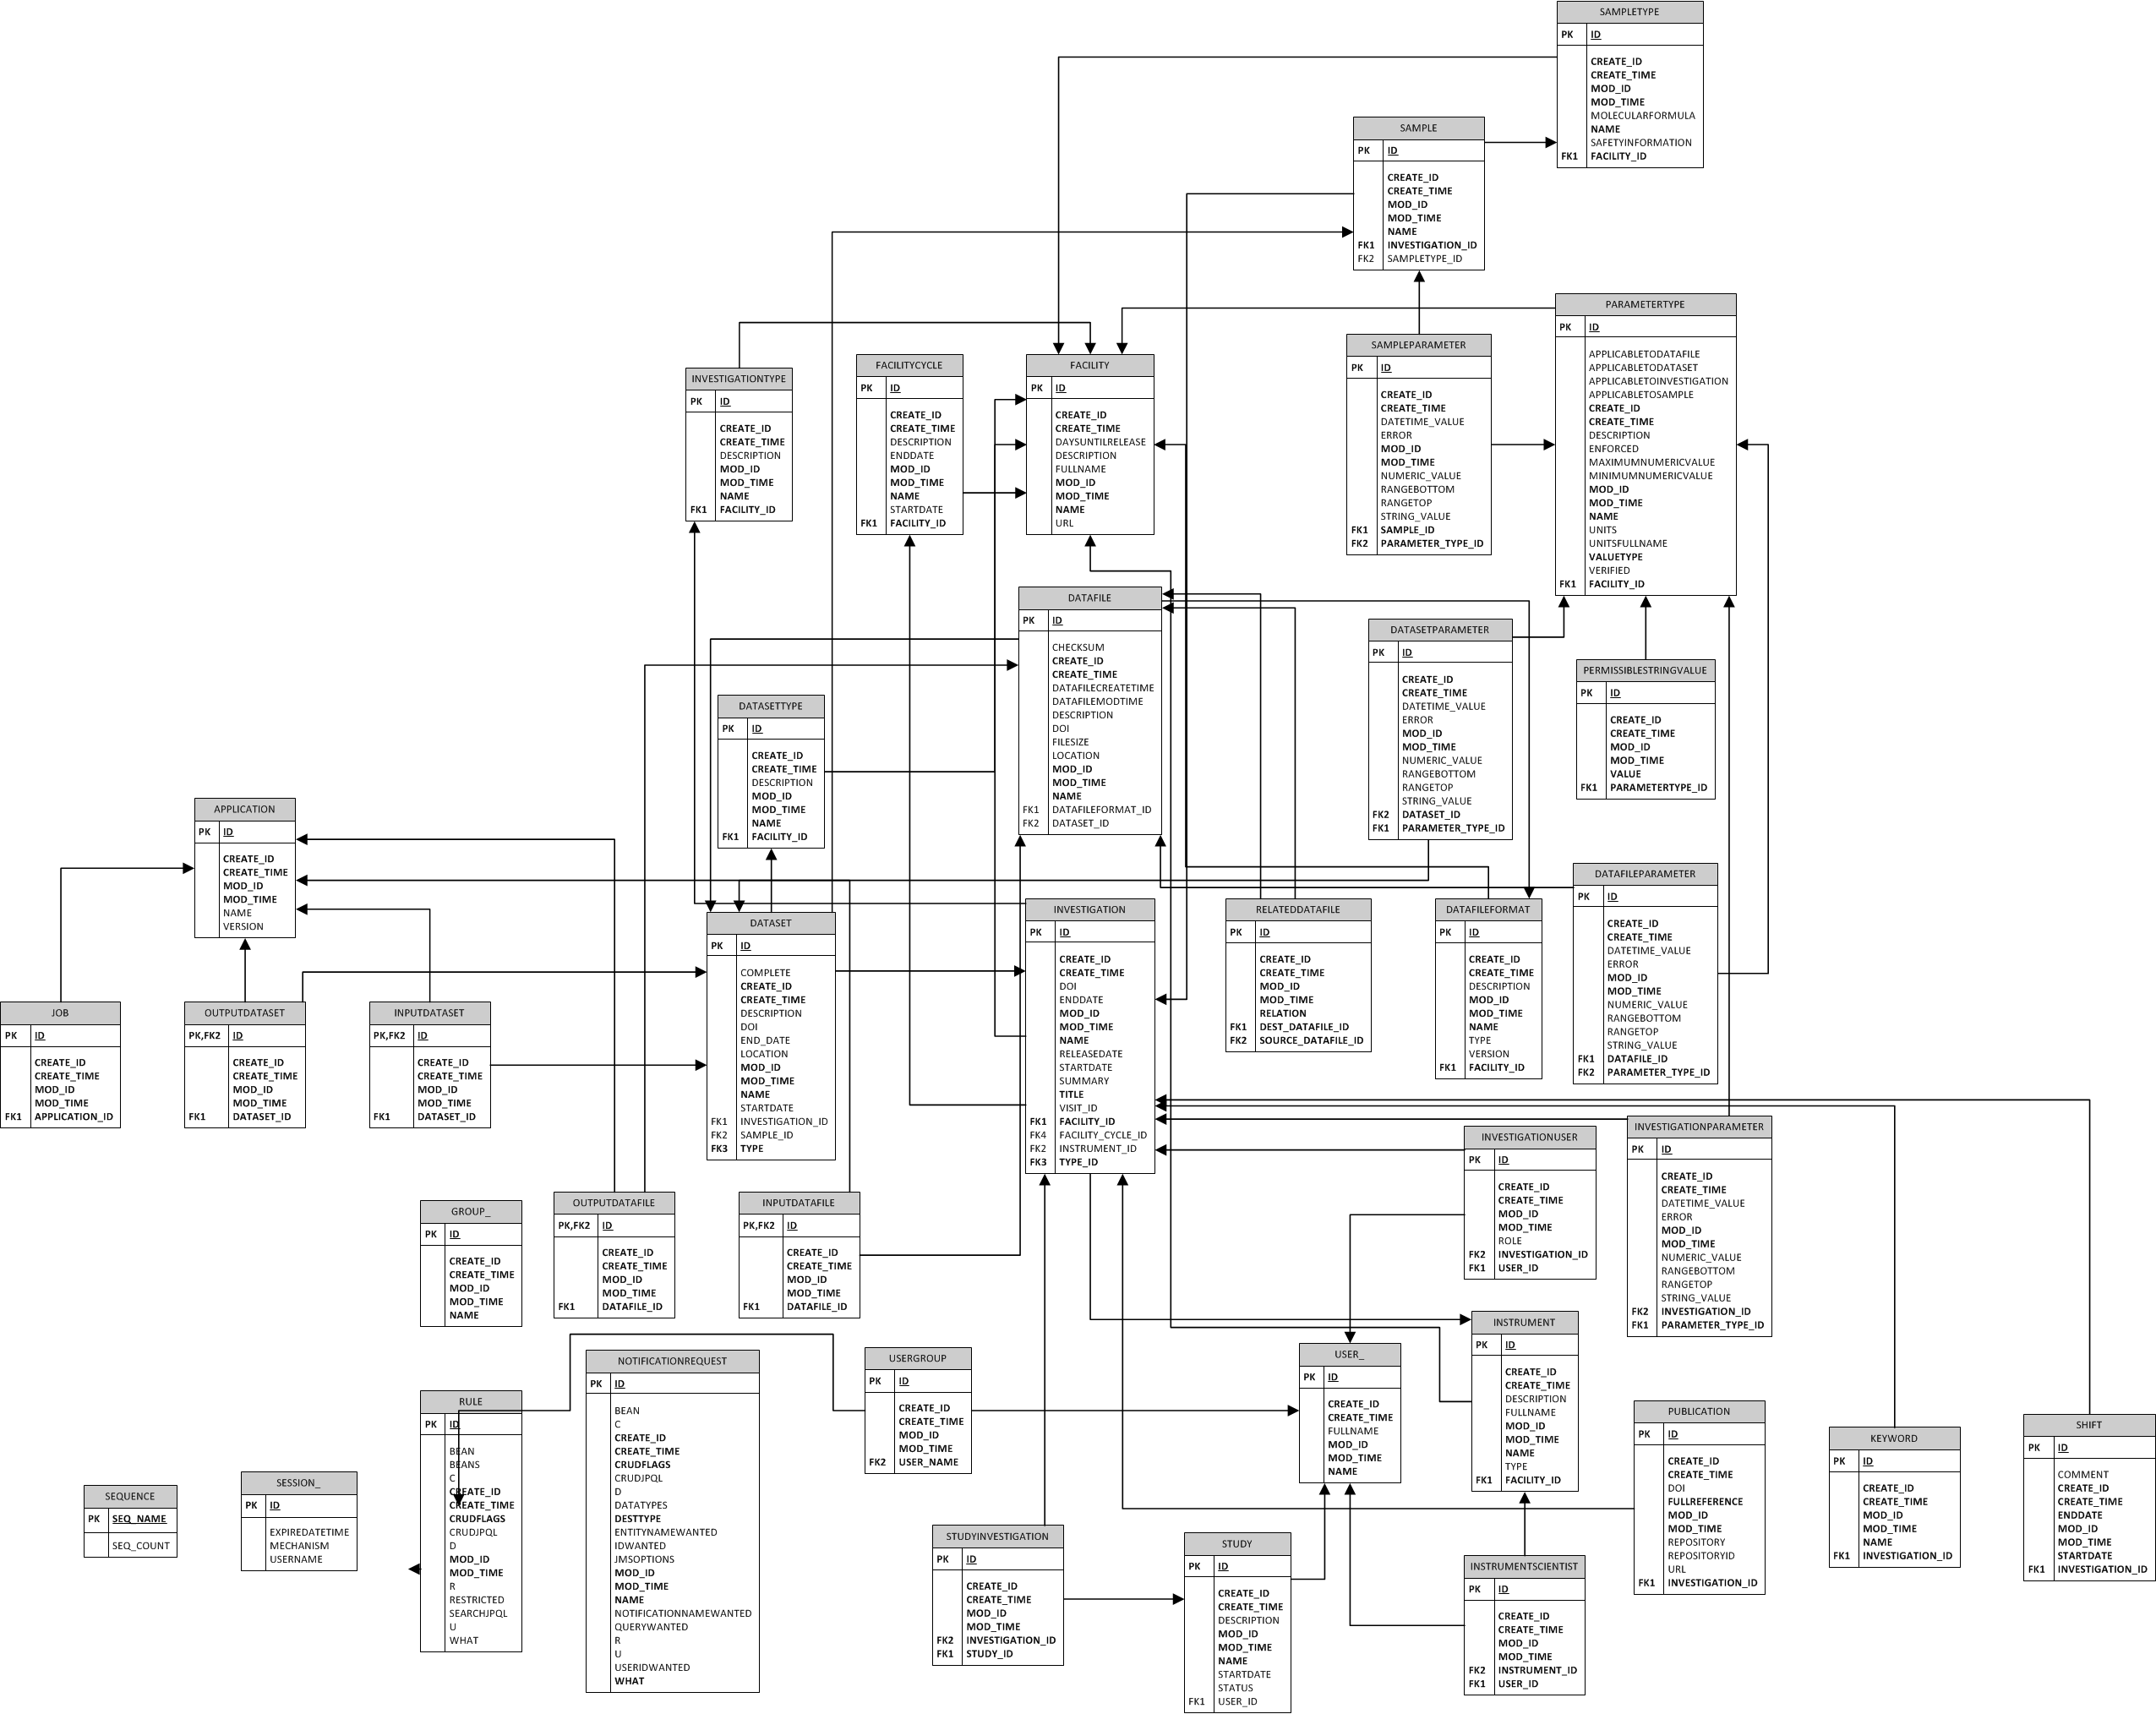 SAMPLETYPE
PK ID
CREATE_ID
CREATE_TIME
MOD_ID
MOD_TIME
MOLECULARFORMULA
NAME
SAFETYINFORMATION
FK1 FACILITY_ID
SAMPLE
PK ID
CREATE_ID
CREATE_TIME
MOD_ID
MOD_TIME
NAME
FK1 INVESTIGATION_ID
FK2 SAMPLETYPE_ID
PARAMETERTYPE
PK ID
APPLICABLETODATAFILE
APPLICABLETODATASET
APPLICABLETOINVESTIGATION
APPLICABLETOSAMPLE
CREATE_ID
CREATE_TIME
DESCRIPTION
ENFORCED
MAXIMUMNUMERICVALUE
MINIMUMNUMERICVALUE
MOD_ID
MOD_TIME
NAME
UNITS
UNITSFULLNAME
VALUETYPE
VERIFIED
FK1 FACILITY_ID
SAMPLEPARAMETER
PK ID
CREATE_ID
CREATE_TIME
DATETIME_VALUE
ERROR
MOD_ID
MOD_TIME
NUMERIC_VALUE
RANGEBOTTOM
RANGETOP
STRING_VALUE
FK1 SAMPLE_ID
FK2 PARAMETER_TYPE_ID
INVESTIGATIONTYPE
PK ID
CREATE_ID
CREATE_TIME
DESCRIPTION
MOD_ID
MOD_TIME
NAME
FK1 FACILITY_ID
FACILITYCYCLE
PK ID
CREATE_ID
CREATE_TIME
DESCRIPTION
ENDDATE
MOD_ID
MOD_TIME
NAME
STARTDATE
FK1 FACILITY_ID
FACILITY
PK ID
CREATE_ID
CREATE_TIME
DAYSUNTILRELEASE
DESCRIPTION
FULLNAME
MOD_ID
MOD_TIME
NAME
URL
DATAFILE
PK ID
CHECKSUM
CREATE_ID
CREATE_TIME
DATAFILECREATETIME
DATAFILEMODTIME
DESCRIPTION
DOI
FILESIZE
LOCATION
MOD_ID
MOD_TIME
NAME
FK1 DATAFILEFORMAT_ID
FK2 DATASET_ID
DATASETPARAMETER
PK ID
CREATE_ID
CREATE_TIME
DATETIME_VALUE
ERROR
MOD_ID
MOD_TIME
NUMERIC_VALUE
RANGEBOTTOM
RANGETOP
STRING_VALUE
FK2 DATASET_ID
FK1 PARAMETER_TYPE_ID
PERMISSIBLESTRINGVALUE
PK ID
CREATE_ID
CREATE_TIME
MOD_ID
MOD_TIME
VALUE
FK1 PARAMETERTYPE_ID
DATASETTYPE
PK ID
CREATE_ID
CREATE_TIME
DESCRIPTION
MOD_ID
MOD_TIME
NAME
FK1 FACILITY_ID
APPLICATION
PK ID
CREATE_ID
CREATE_TIME
MOD_ID
MOD_TIME
NAME
VERSION
DATAFILEPARAMETER
PK ID
CREATE_ID
CREATE_TIME
DATETIME_VALUE
ERROR
MOD_ID
MOD_TIME
NUMERIC_VALUE
RANGEBOTTOM
RANGETOP
STRING_VALUE
FK1 DATAFILE_ID
FK2 PARAMETER_TYPE_ID
DATASET
PK ID
COMPLETE
CREATE_ID
CREATE_TIME
DESCRIPTION
DOI
END_DATE
LOCATION
MOD_ID
MOD_TIME
NAME
STARTDATE
FK1 INVESTIGATION_ID
FK2 SAMPLE_ID
FK3 TYPE
INVESTIGATION
PK ID
CREATE_ID
CREATE_TIME
DOI
ENDDATE
MOD_ID
MOD_TIME
NAME
RELEASEDATE
STARTDATE
SUMMARY
TITLE
VISIT_ID
FK1 FACILITY_ID
FK4 FACILITY_CYCLE_ID
FK2 INSTRUMENT_ID
FK3 TYPE_ID
RELATEDDATAFILE
PK ID
CREATE_ID
CREATE_TIME
MOD_ID
MOD_TIME
RELATION
FK1 DEST_DATAFILE_ID
FK2 SOURCE_DATAFILE_ID
DATAFILEFORMAT
PK ID
CREATE_ID
CREATE_TIME
DESCRIPTION
MOD_ID
MOD_TIME
NAME
TYPE
VERSION
FK1 FACILITY_ID
JOB
PK ID
CREATE_ID
CREATE_TIME
MOD_ID
MOD_TIME
FK1 APPLICATION_ID
OUTPUTDATASET
PK,FK2 ID
CREATE_ID
CREATE_TIME
MOD_ID
MOD_TIME
FK1 DATASET_ID
INPUTDATASET
PK,FK2 ID
CREATE_ID
CREATE_TIME
MOD_ID
MOD_TIME
FK1 DATASET_ID
INVESTIGATIONUSER
PK ID
CREATE_ID
CREATE_TIME
MOD_ID
MOD_TIME
ROLE
FK2 INVESTIGATION_ID
FK1 USER_ID
INVESTIGATIONPARAMETER
PK ID
CREATE_ID
CREATE_TIME
DATETIME_VALUE
ERROR
MOD_ID
MOD_TIME
NUMERIC_VALUE
RANGEBOTTOM
RANGETOP
STRING_VALUE
FK2 INVESTIGATION_ID
FK1 PARAMETER_TYPE_ID
GROUP_
PK ID
CREATE_ID
CREATE_TIME
MOD_ID
MOD_TIME
NAME
OUTPUTDATAFILE
PK,FK2 ID
CREATE_ID
CREATE_TIME
MOD_ID
MOD_TIME
FK1 DATAFILE_ID
INPUTDATAFILE
PK,FK2 ID
CREATE_ID
CREATE_TIME
MOD_ID
MOD_TIME
FK1 DATAFILE_ID
INSTRUMENT
PK ID
CREATE_ID
CREATE_TIME
DESCRIPTION
FULLNAME
MOD_ID
MOD_TIME
NAME
TYPE
FK1 FACILITY_ID
USER_
PK ID
CREATE_ID
CREATE_TIME
FULLNAME
MOD_ID
MOD_TIME
NAME
USERGROUP
PK ID
CREATE_ID
CREATE_TIME
MOD_ID
MOD_TIME
FK2 USER_NAME
NOTIFICATIONREQUEST
PK ID
BEAN
C
CREATE_ID
CREATE_TIME
CRUDFLAGS
CRUDJPQL
D
DATATYPES
DESTTYPE
ENTITYNAMEWANTED
IDWANTED
JMSOPTIONS
MOD_ID
MOD_TIME
NAME
NOTIFICATIONNAMEWANTED
QUERYWANTED
R
U
USERIDWANTED
WHAT
RULE
PK ID
BEAN
BEANS
C
CREATE_ID
CREATE_TIME
CRUDFLAGS
CRUDJPQL
D
MOD_ID
MOD_TIME
R
RESTRICTED
SEARCHJPQL
U
WHAT
PUBLICATION
PK ID
CREATE_ID
CREATE_TIME
DOI
FULLREFERENCE
MOD_ID
MOD_TIME
REPOSITORY
REPOSITORYID
URL
FK1 INVESTIGATION_ID
KEYWORD
PK ID
CREATE_ID
CREATE_TIME
MOD_ID
MOD_TIME
NAME
FK1 INVESTIGATION_ID
SHIFT
PK ID
COMMENT
CREATE_ID
CREATE_TIME
ENDDATE
MOD_ID
MOD_TIME
STARTDATE
FK1 INVESTIGATION_ID
SEQUENCE
PK SEQ_NAME
SEQ_COUNT
SESSION_
PK ID
EXPIREDATETIME
MECHANISM
USERNAME
STUDYINVESTIGATION
PK ID
CREATE_ID
CREATE_TIME
MOD_ID
MOD_TIME
FK2 INVESTIGATION_ID
FK1 STUDY_ID
STUDY
PK ID
CREATE_ID
CREATE_TIME
DESCRIPTION
MOD_ID
MOD_TIME
NAME
STARTDATE
STATUS
FK1 USER_ID
INSTRUMENTSCIENTIST
PK ID
CREATE_ID
CREATE_TIME
MOD_ID
MOD_TIME
FK2 INSTRUMENT_ID
FK1 USER_ID